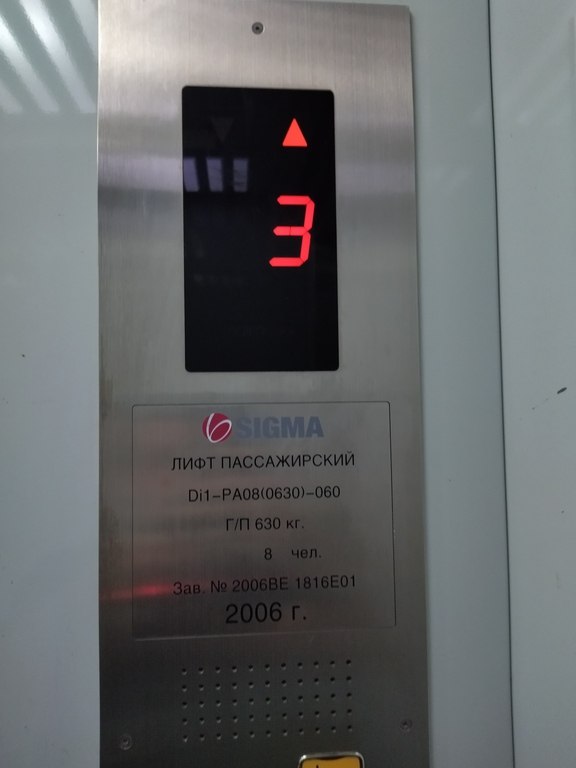 3
SIGMA
ЛИФТ ПАССАЖИРСКИЙ
Di1-PA08(0630)-060
Г/П 630 кг.
8 чел.
Зав. № 2006BE 1816E01
2006 г.